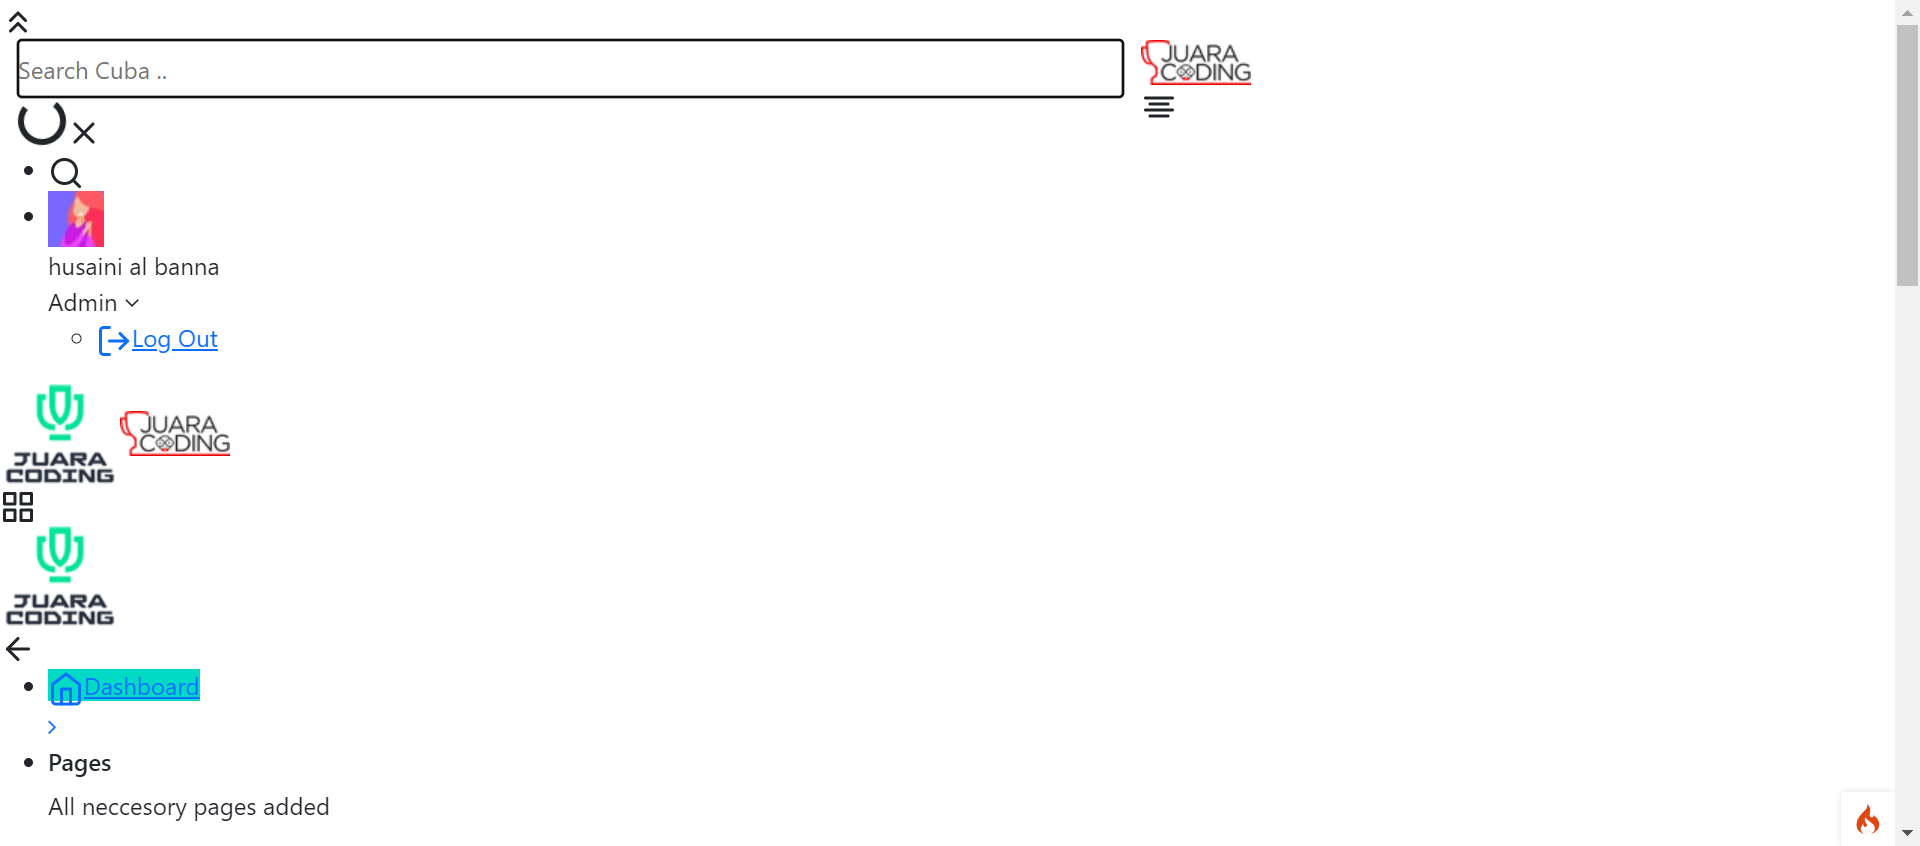 Search Cuba ..
JUARA
CODING
husaini al banna
Admin
Log Out
JUARA
CODING
JUARA
CODING
JUARA
CODING
Dashboard
Pages
All neccesory pages added